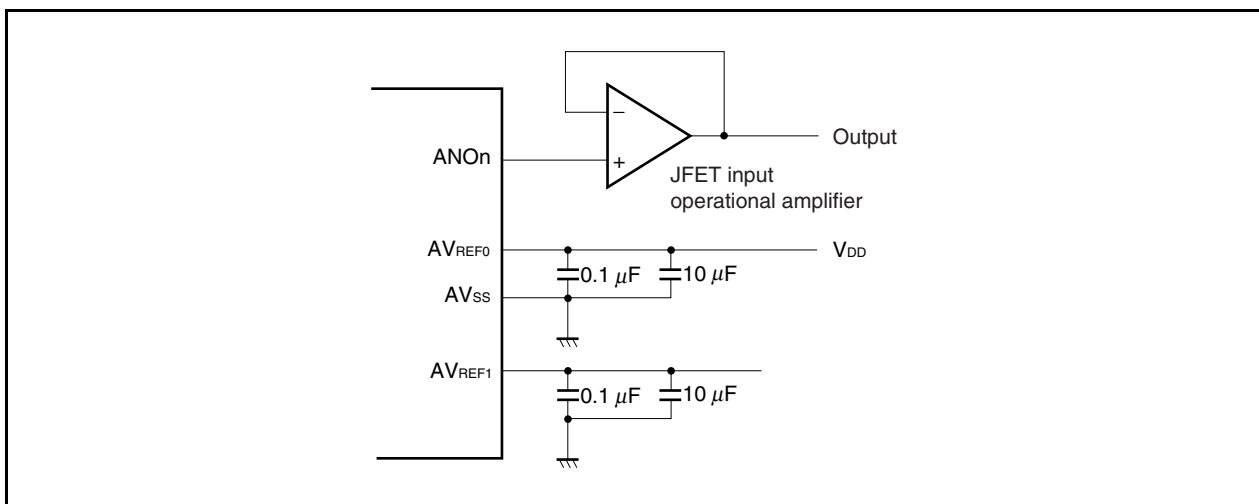 −
ANOn
+
Output
JFET input
operational amplifier
AVREF0
VDD
0.1 μF
10 μF
AVSS
AVREF1
0.1 μF
10 μF